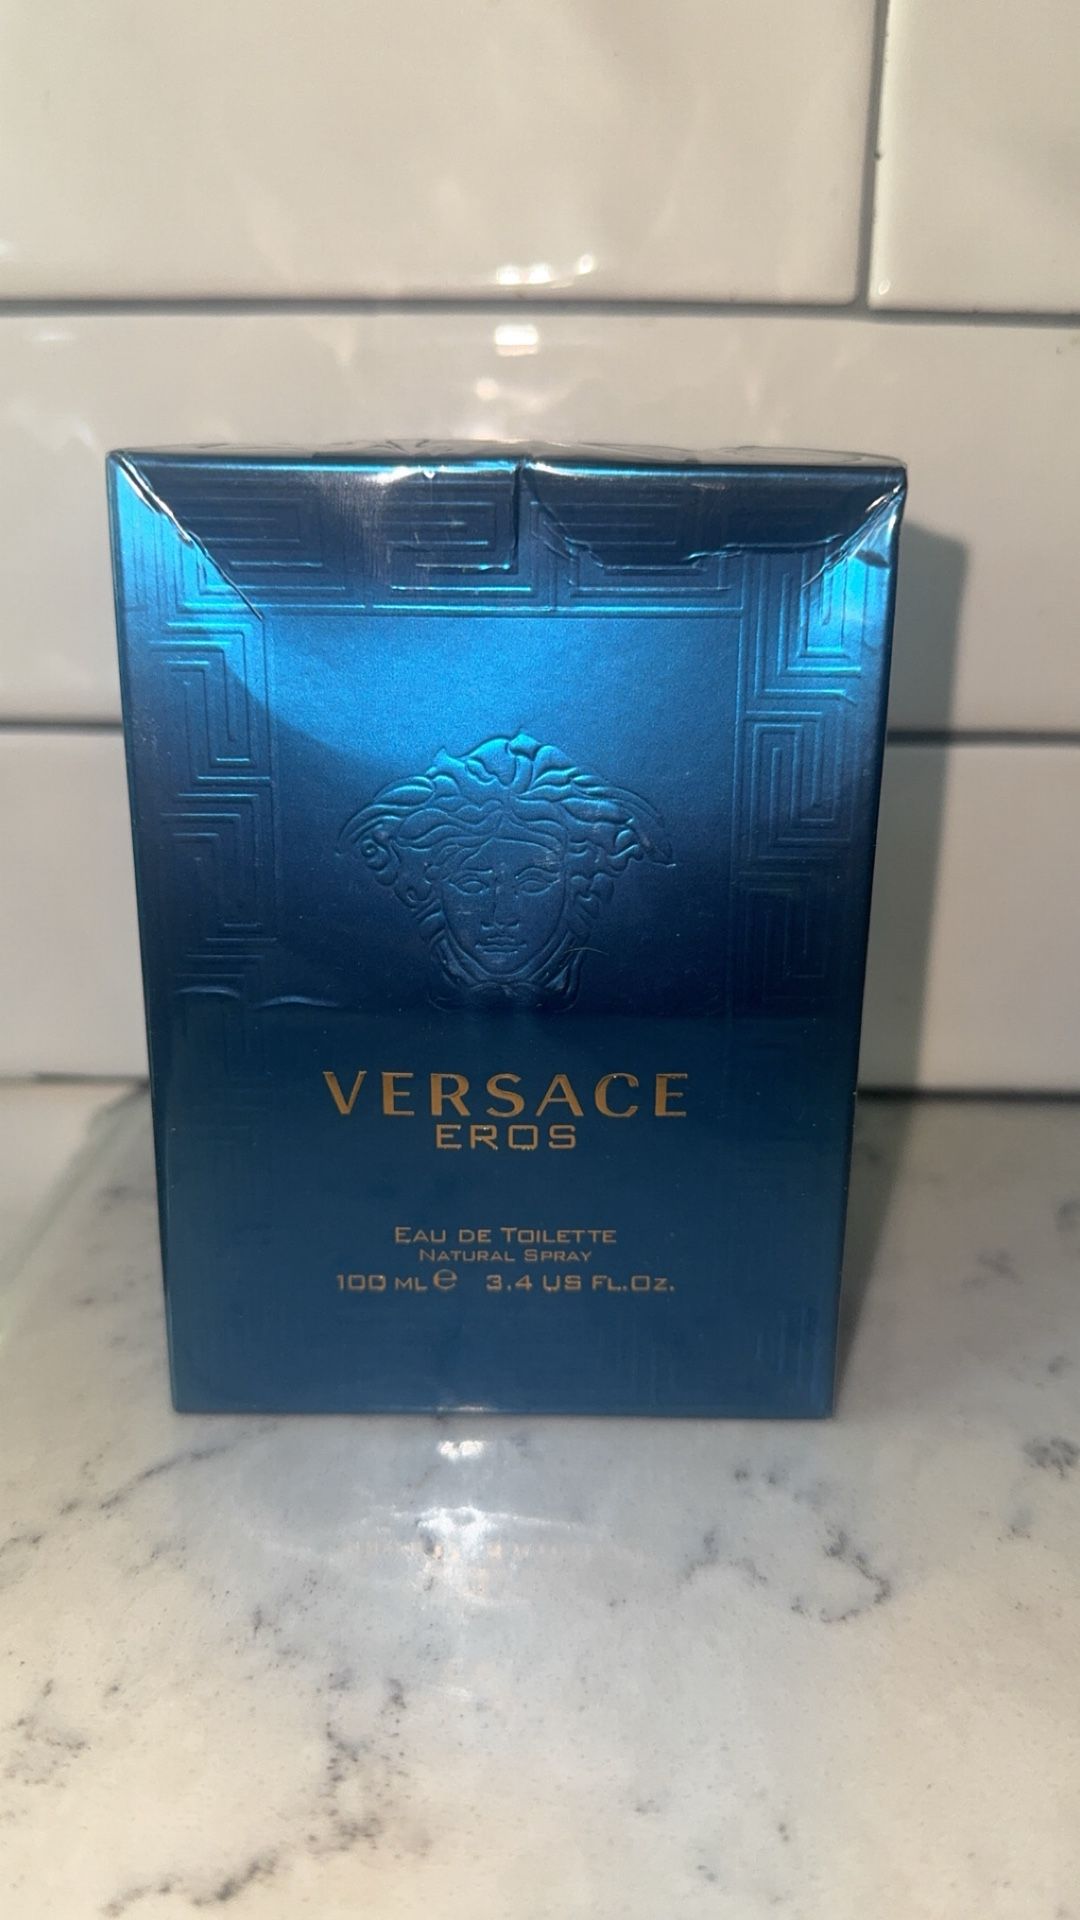 VERSACE
EROS
EAU DE TOILETTE
NATURAL SPRAY
100 ML ℮ 3.4 US FL.OZ.